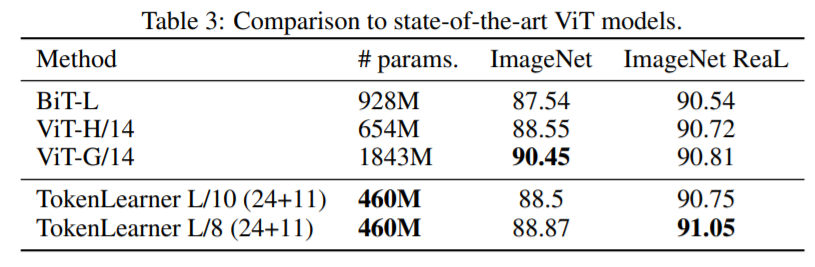 Table 3: Comparison to state-of-the-art ViT models.
Method # params. ImageNet ImageNet ReaL
BiT-L 928M 87.54 90.54
ViT-H/14 654M 88.55 90.72
ViT-G/14 1843M 90.45 90.81
TokenLearner L/10 (24+11) 460M 88.5 90.75
TokenLearner L/8 (24+11) 460M 88.87 91.05